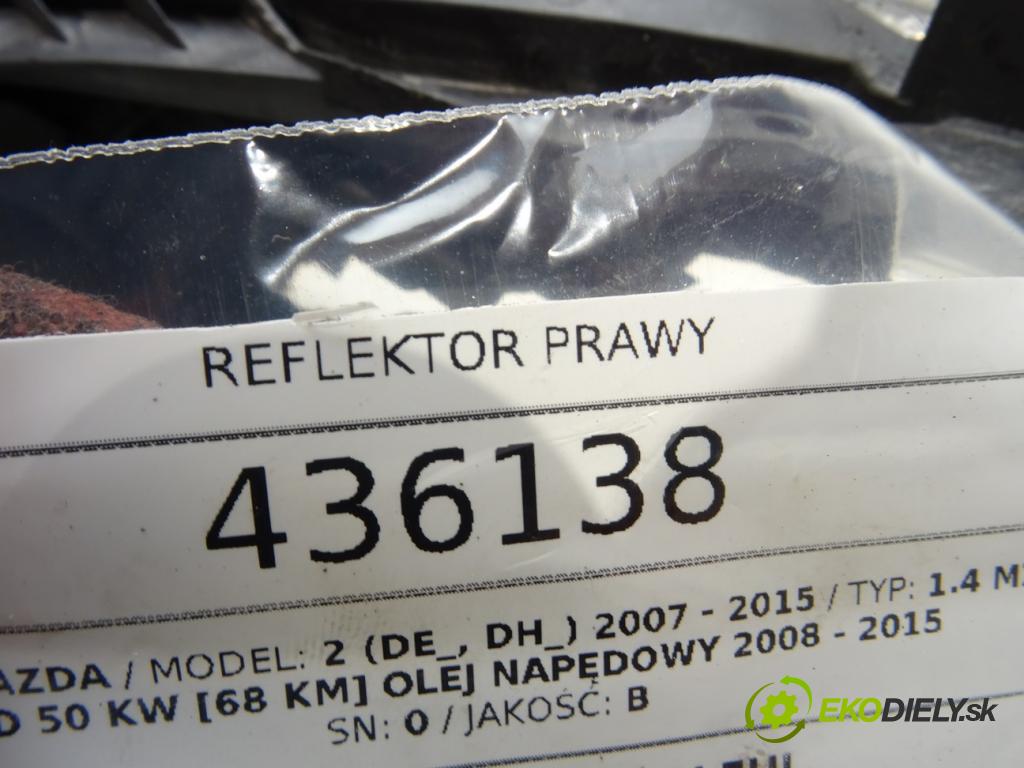 REFLEKTOR PRAWY
436138
AZDA / MODEL: 2 (DE_, DH_) 2007 - 2015 / TYP: 1.4 M
D 50 KW [68 KM] OLEJ NAPĘDOWY 2008 - 2015
SN: 0 / JAKOŚĆ: B
EKODIELY.sk